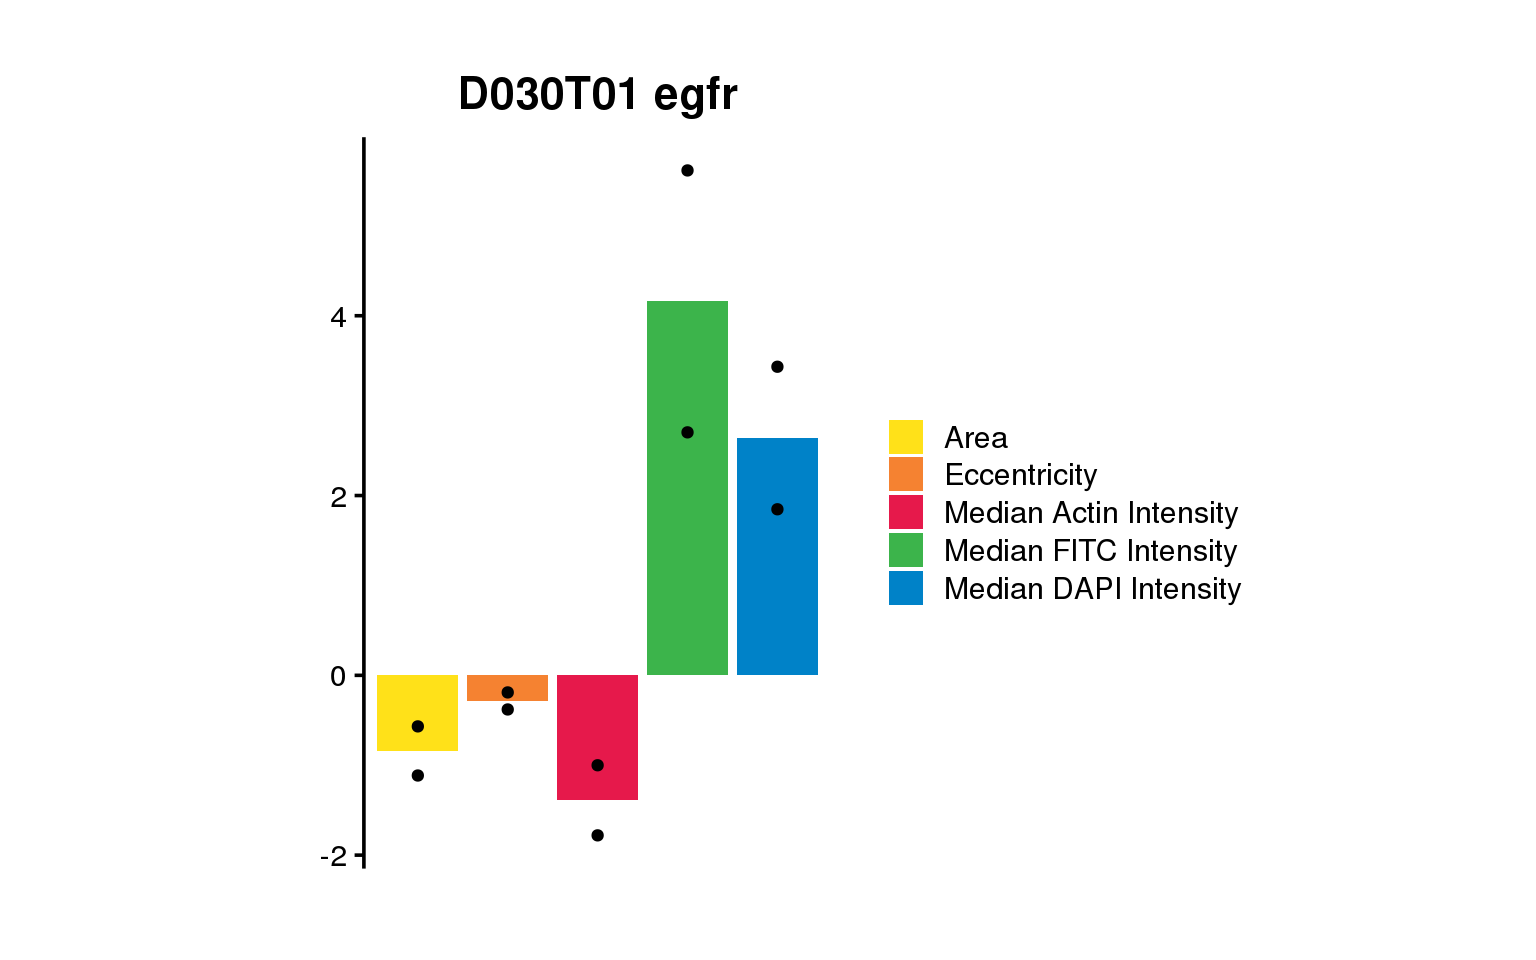 D030T01 egfr
4
2
0
-2
Area
Eccentricity
Median Actin Intensity
Median FITC Intensity
Median DAPI Intensity